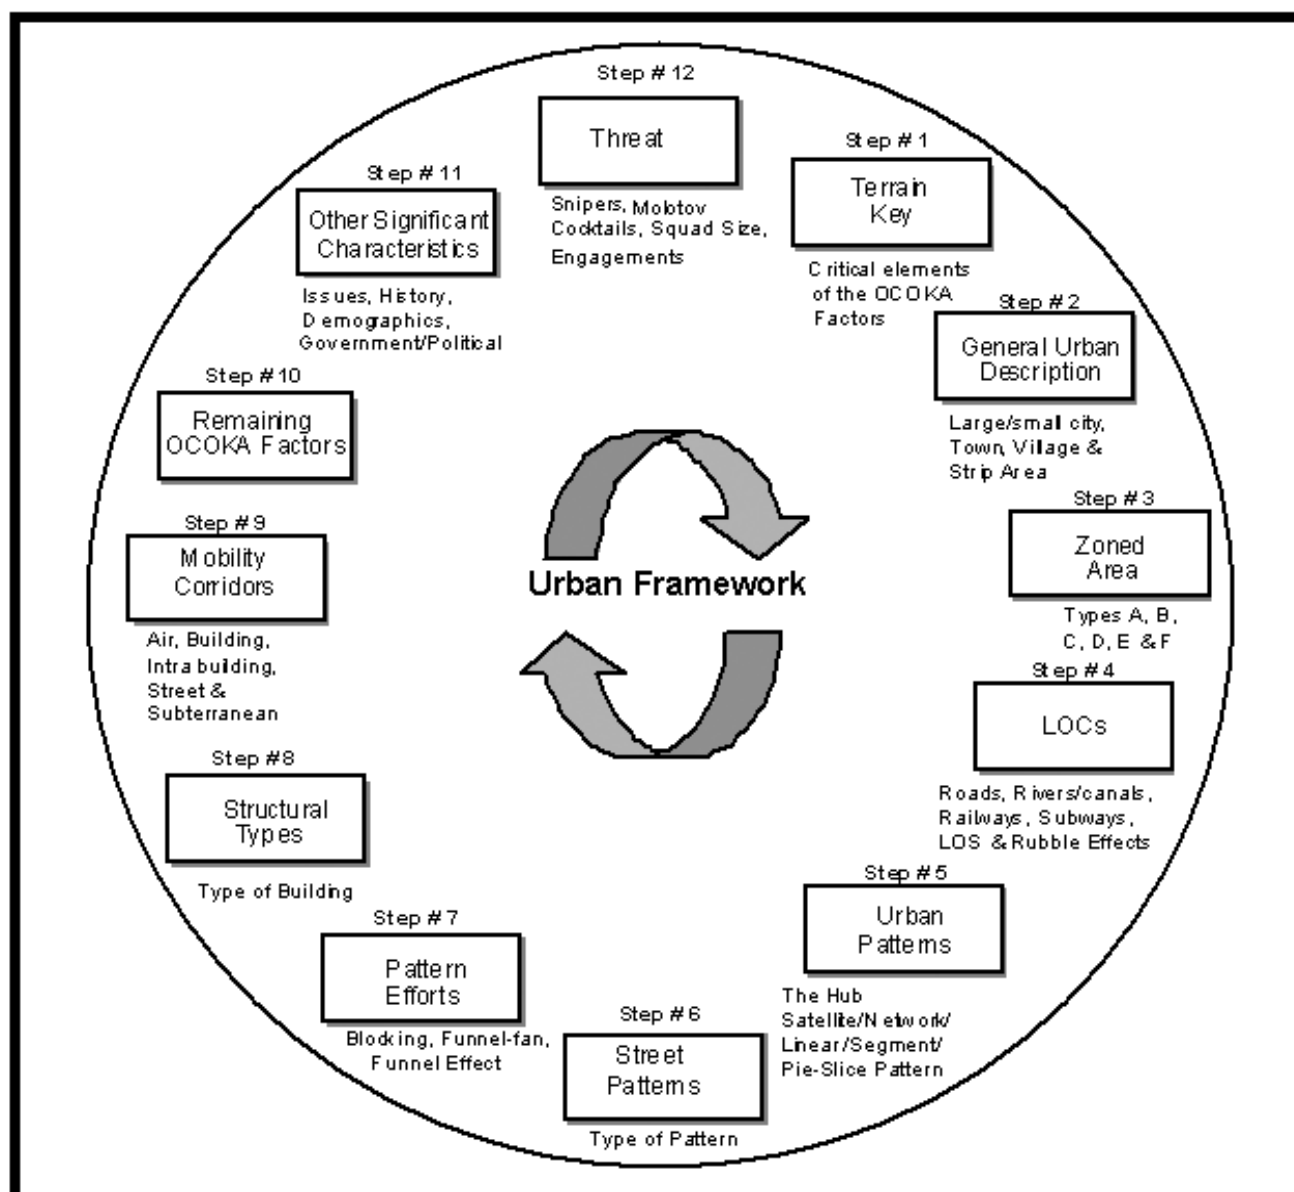 Step # 12
Threat
Snipers, Molotov
Cocktails, Squad Size,
Engagements
Step # 1
Terrain
Key
Critical elements
of the OCOKA
Factors
Step # 2
General Urban
Description
Large/small city,
Town, Village &
Strip Area
Step # 3
Zoned
Area
Types A, B,
C, D, E & F
Step # 4
LOCs
Roads, Rivers/canals,
Railways, Subways,
LOS & Rubble Effects
Step # 5
Urban
Patterns
The Hub
Satellite/Network/
Linear/Segment/
Pie-Slice Pattern
Step # 6
Street
Patterns
Type of Pattern
Step # 7
Pattern
Efforts
Blocking, Funnel-fan,
Funnel Effect
Step #8
Structural
Types
Type of Building
Step # 9
Mobility
Corridors
Air, Building,
Intrabuilding,
Street &
Subterranean
Step # 10
Remaining
OCOKA Factors
Step # 11
Other Significant
Characteristics
Issues, History,
Demographics,
Government/Political
Urban Framework